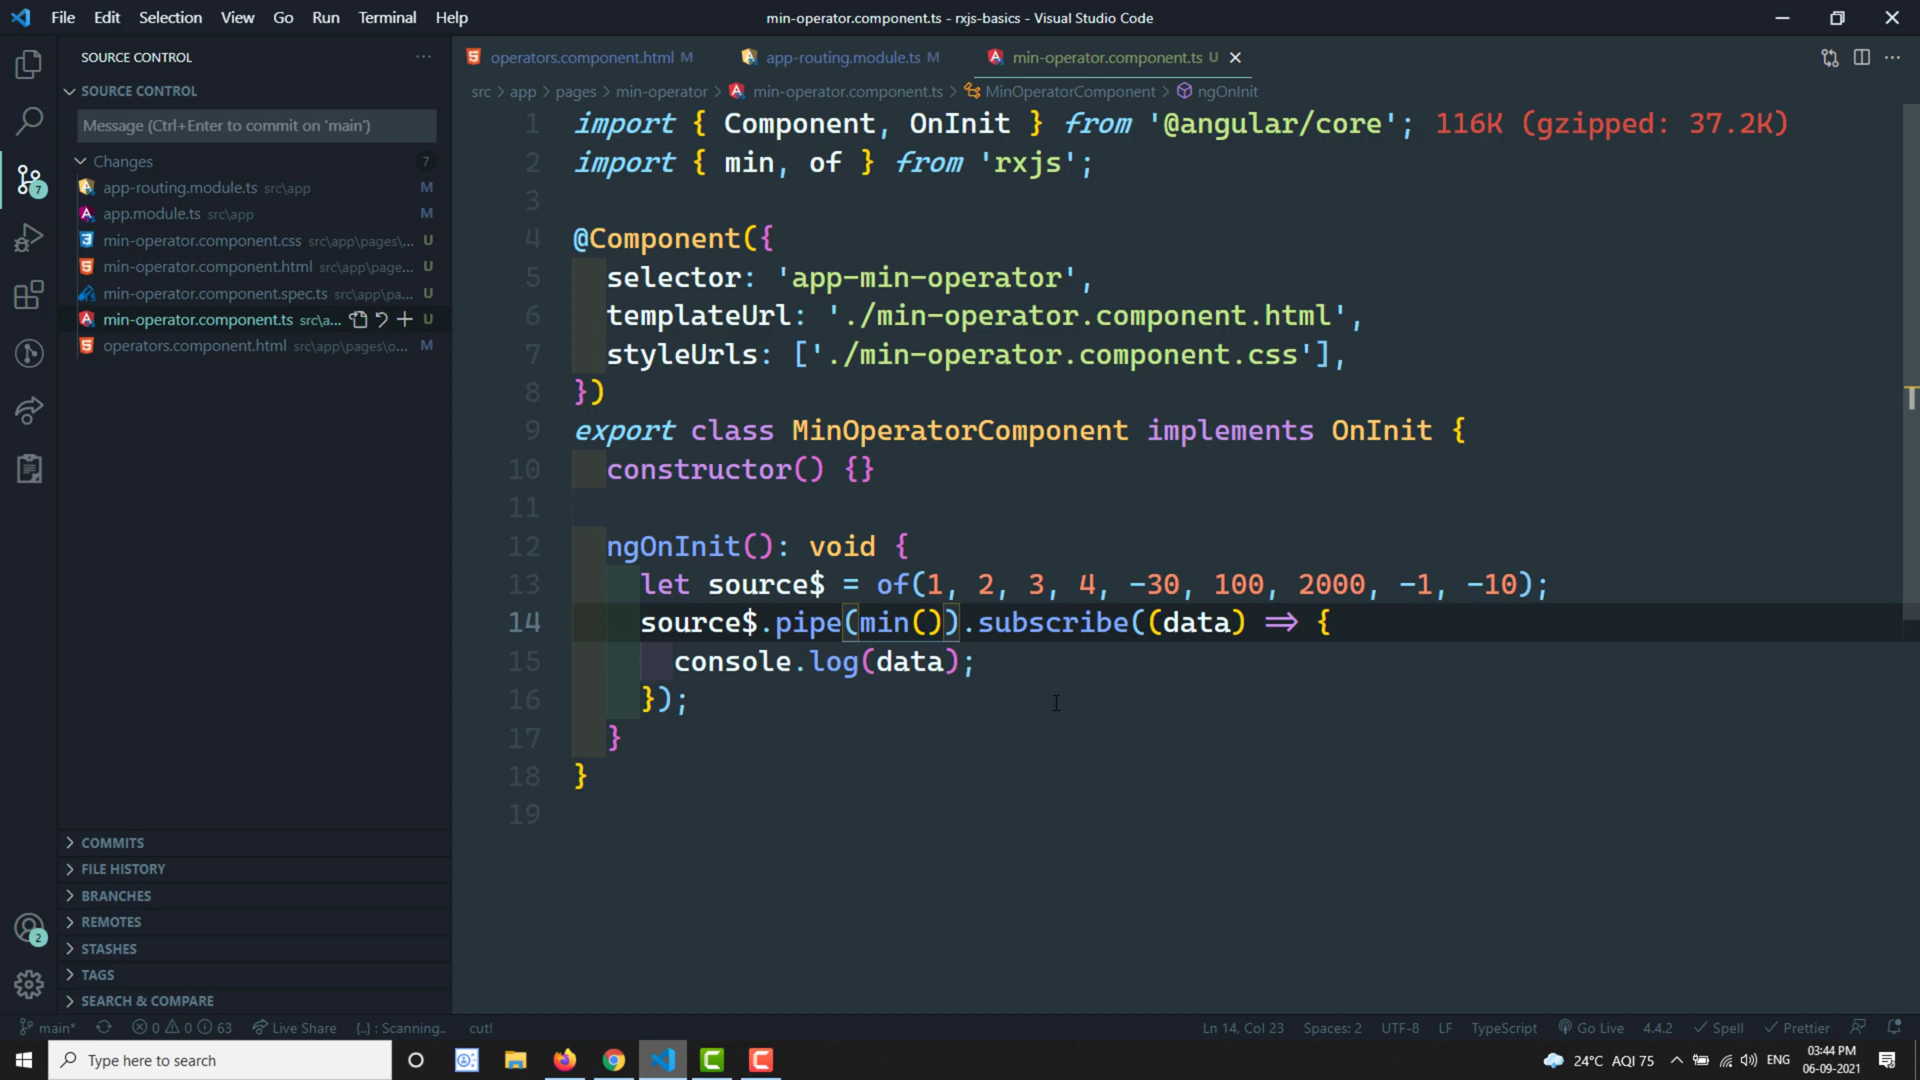 File Edit Selection View Go Run Terminal Help
min-operator.component.ts - rxjs-basics - Visual Studio Code
SOURCE CONTROL
SOURCE CONTROL
Message (Ctrl+Enter to commit on 'main')
Changes 7
app-routing.module.ts src\app M
app.module.ts src\app M
min-operator.component.css src\app\pages\... U
min-operator.component.html src\app\page... U
min-operator.component.spec.ts src\app\pa... U
min-operator.component.ts src\a... U
operators.component.html src\app\pages\o... M
7
2
COMMITS
FILE HISTORY
BRANCHES
REMOTES
STASHES
TAGS
SEARCH & COMPARE
operators.component.html M app-routing.module.ts M min-operator.component.ts U
src > app > pages > min-operator > min-operator.component.ts > MinOperatorComponent > ngOnInit
1 import { Component, OnInit } from '@angular/core'; 116K (gzipped: 37.2K)
2 import { min, of } from 'rxjs';
3
4 @Component({
5 selector: 'app-min-operator',
6 templateUrl: './min-operator.component.html',
7 styleUrls: ['./min-operator.component.css'],
8 })
9 export class MinOperatorComponent implements OnInit {
10 constructor() {}
11
12 ngOnInit(): void {
13 let source$ = of(1, 2, 3, 4, -30, 100, 2000, -1, -10);
14 source$.pipe(min()).subscribe((data) => {
15 console.log(data);
16 });
17 }
18 }
19
main* 0 0 63 Live Share {..} : Scanning.. cut! Ln 14, Col 23 Spaces: 2 UTF-8 LF TypeScript Go Live 4.4.2 Spell Prettier
Type here to search
24°C AQI 75 ENG
03:44 PM
06-09-2021